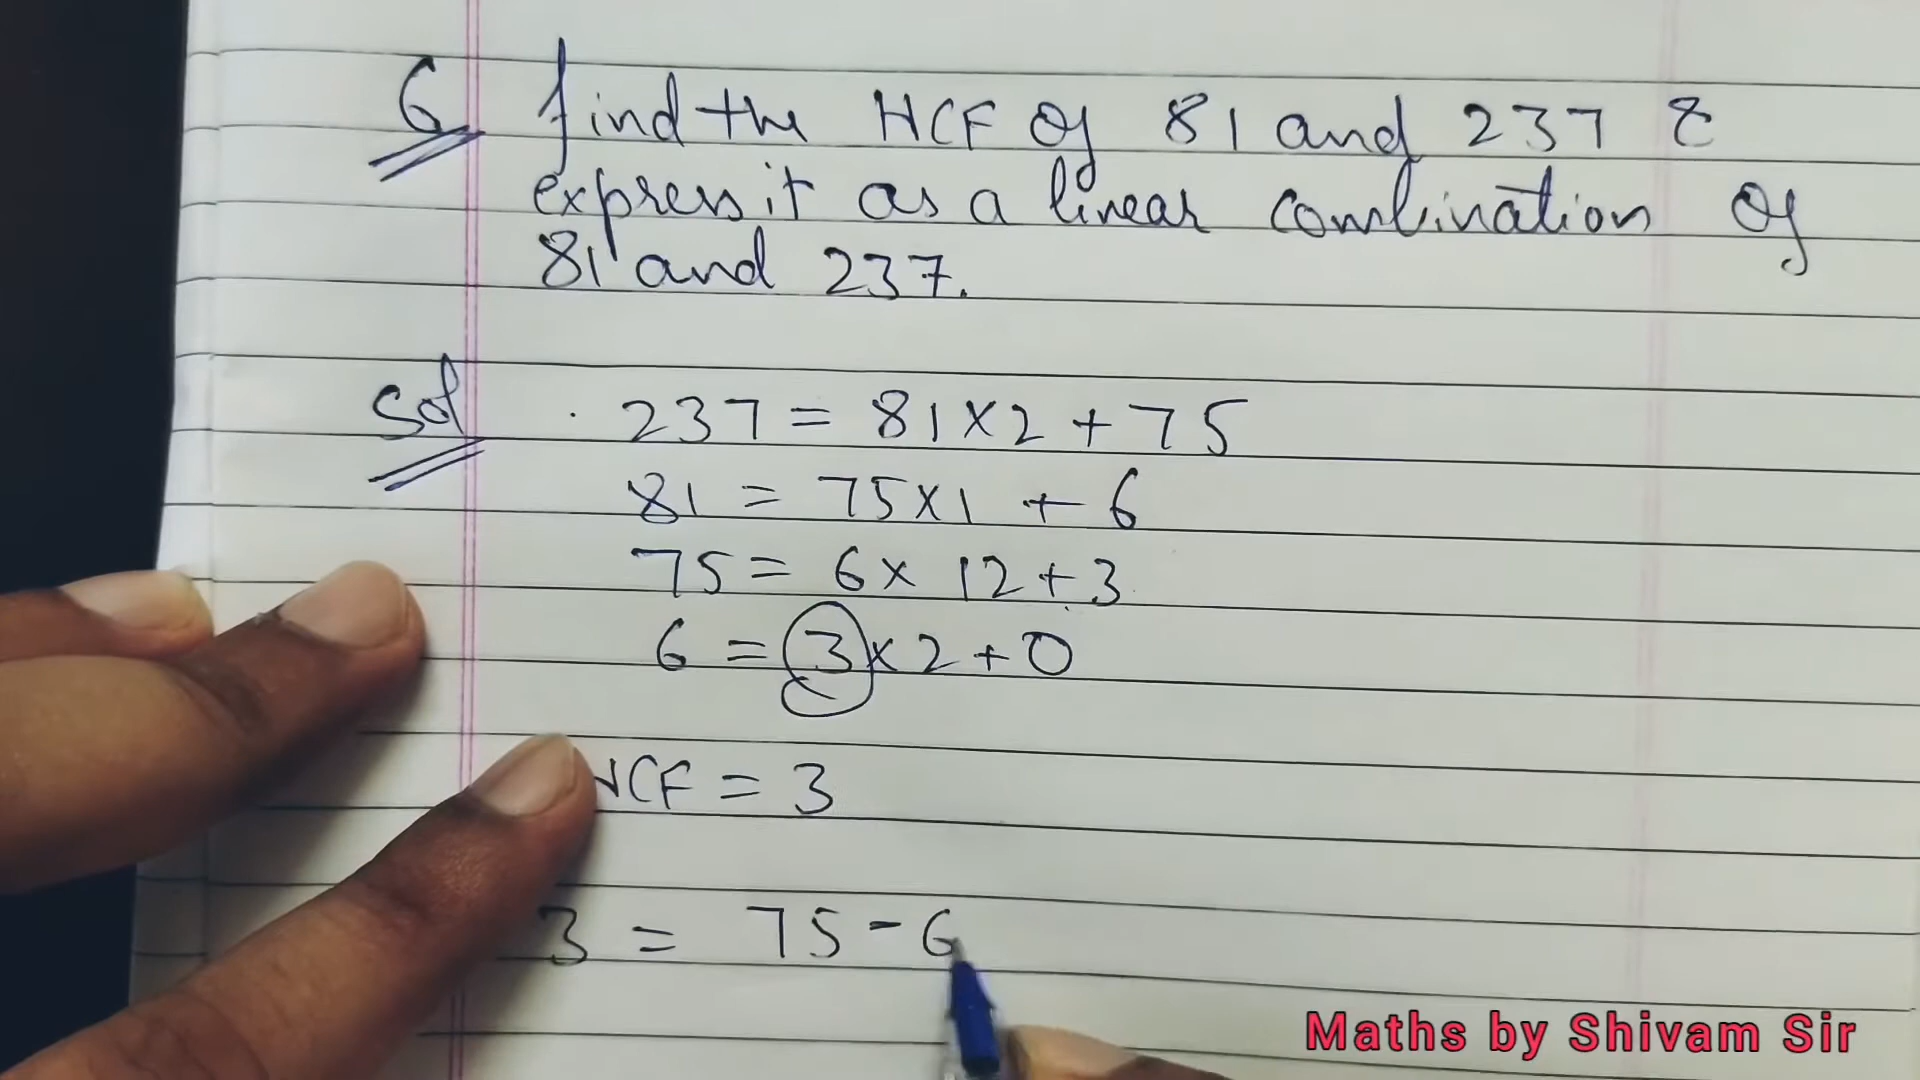 6 find the HCF of 81 and 237 &
express it as a linear combination of
81 and 237.
Sol 237 = 81×2 + 75
81 = 75×1 + 6
75 = 6× 12+3
6 = 3×2+0
HCF = 3
3 = 75-6
Maths by Shivam Sir